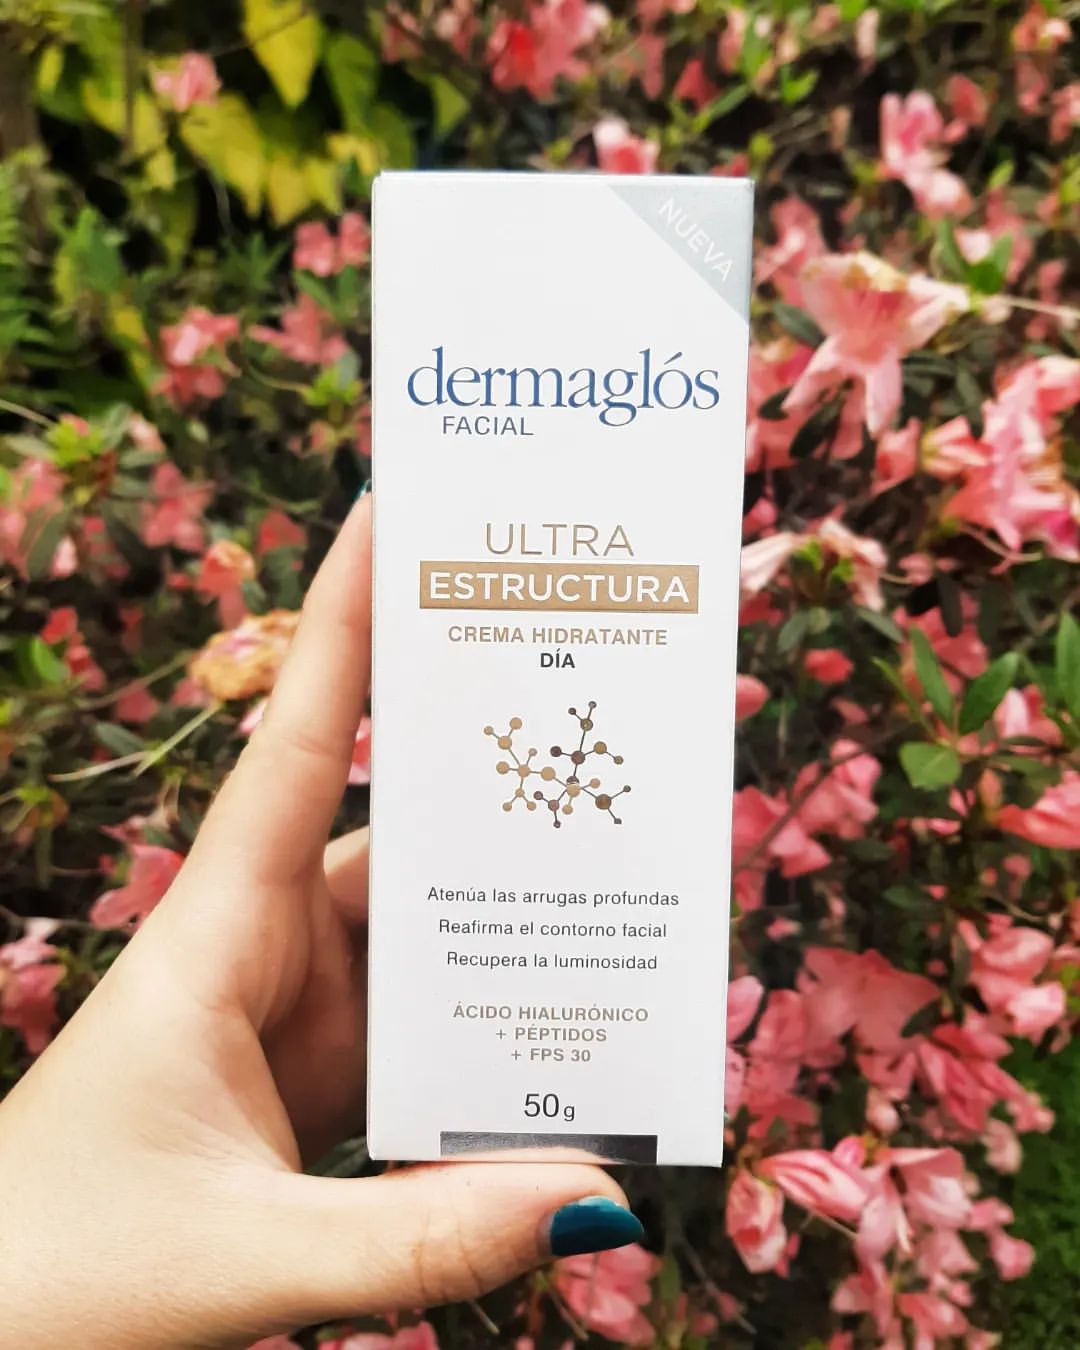 NUEVA
dermaglós
FACIAL
ULTRA
ESTRUCTURA
CREMA HIDRATANTE
DÍA
Atenúa las arrugas profundas
Reafirma el contorno facial
Recupera la luminosidad
ÁCIDO HIALURÓNICO
+ PÉPTIDOS
+ FPS 30
50g